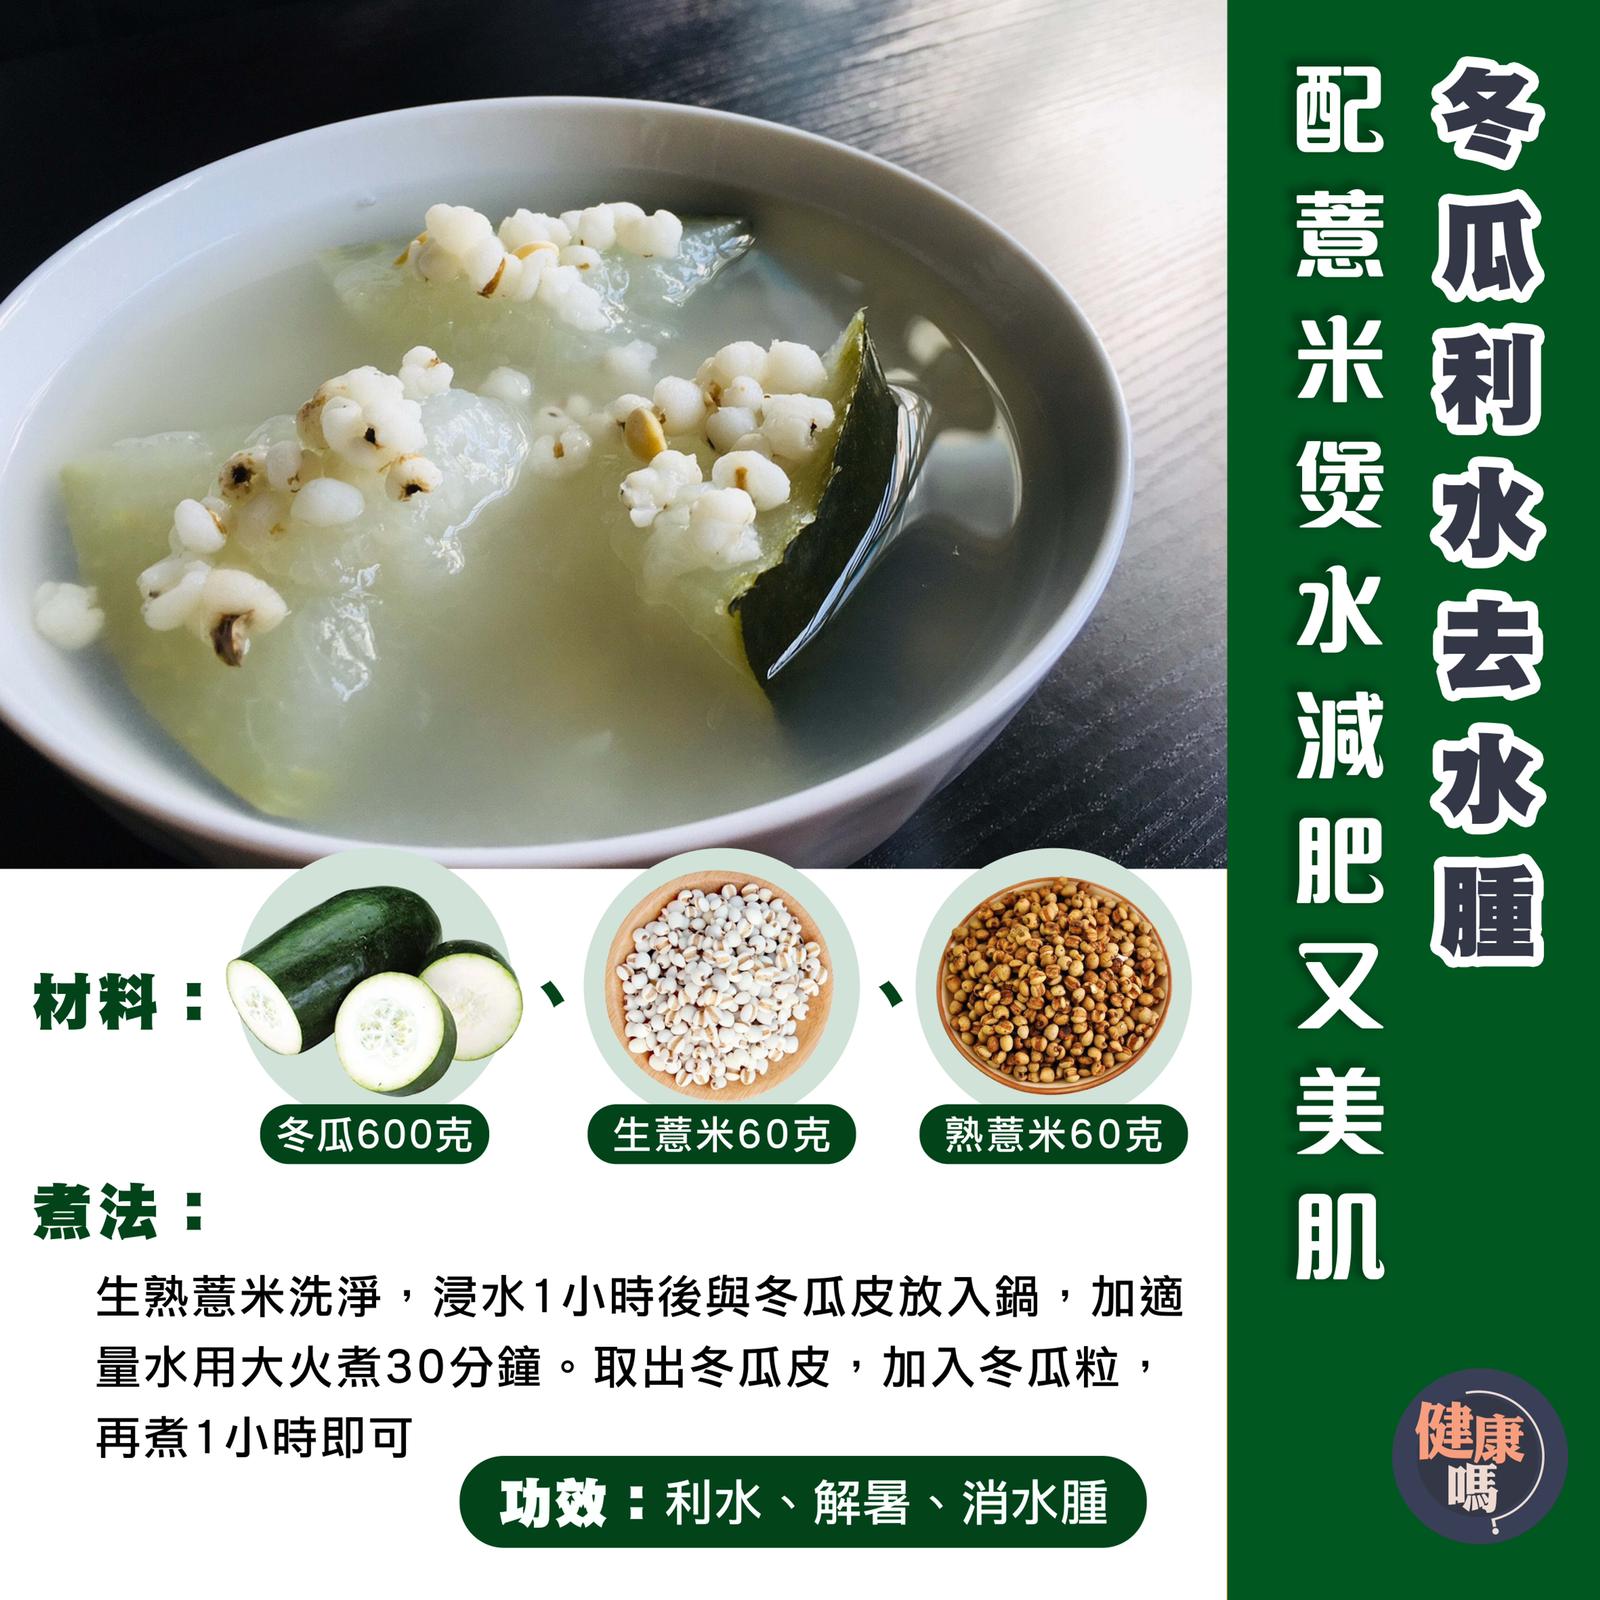 冬瓜利水去水腫
配薏米煲水減肥又美肌
材料：
、
、
冬瓜600克
生薏米60克
熟薏米60克
煮法：
生熟薏米洗淨，浸水1小時後與冬瓜皮放入鍋，加適
量水用大火煮30分鐘。取出冬瓜皮，加入冬瓜粒，
再煮1小時即可
功效：利水、解暑、消水腫
健康
嗎?